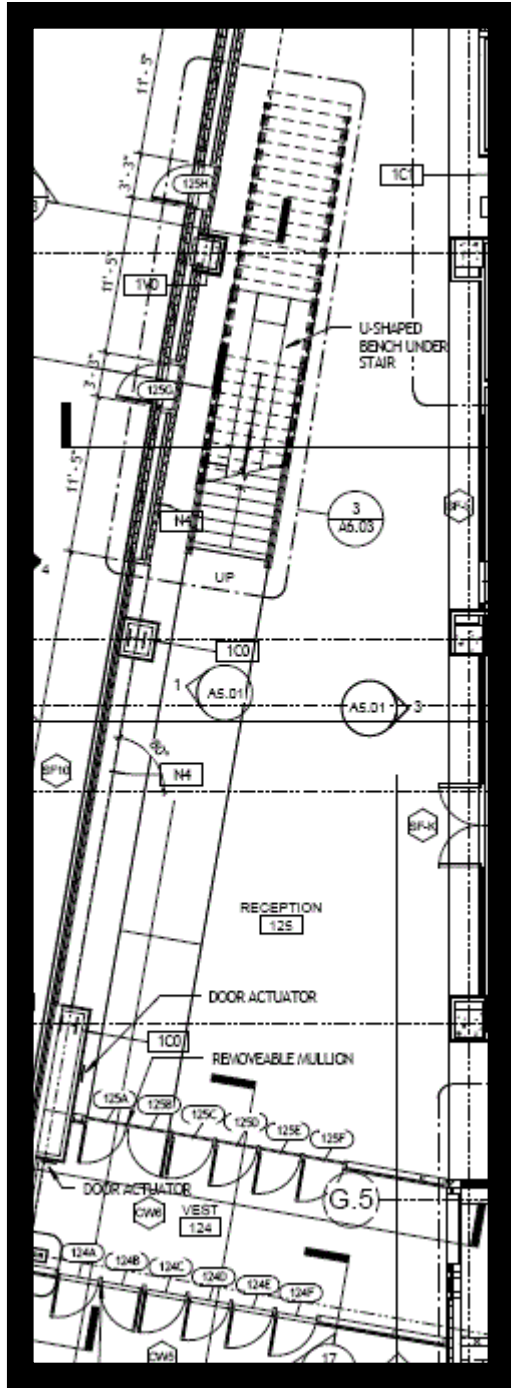 11' - 5"
3' - 3"
125H
1C1
11' - 5"
1V0
U-SHAPED
BENCH UNDER
STAIR
3' - 3"
125G
11' - 5"
3
A6.03
N4
UP
4
1C0
1
A5.01
A5.01
3
N4
SF10
SF-K
RECEPTION
125
DOOR ACTUATOR
1C0
REMOVEABLE MULLION
125A
125B
125C
125D
125E
125F
DOOR ACTUATOR
G.5
CW6
VEST
124
124A
124B
124C
124D
124E
124F
CW5
17